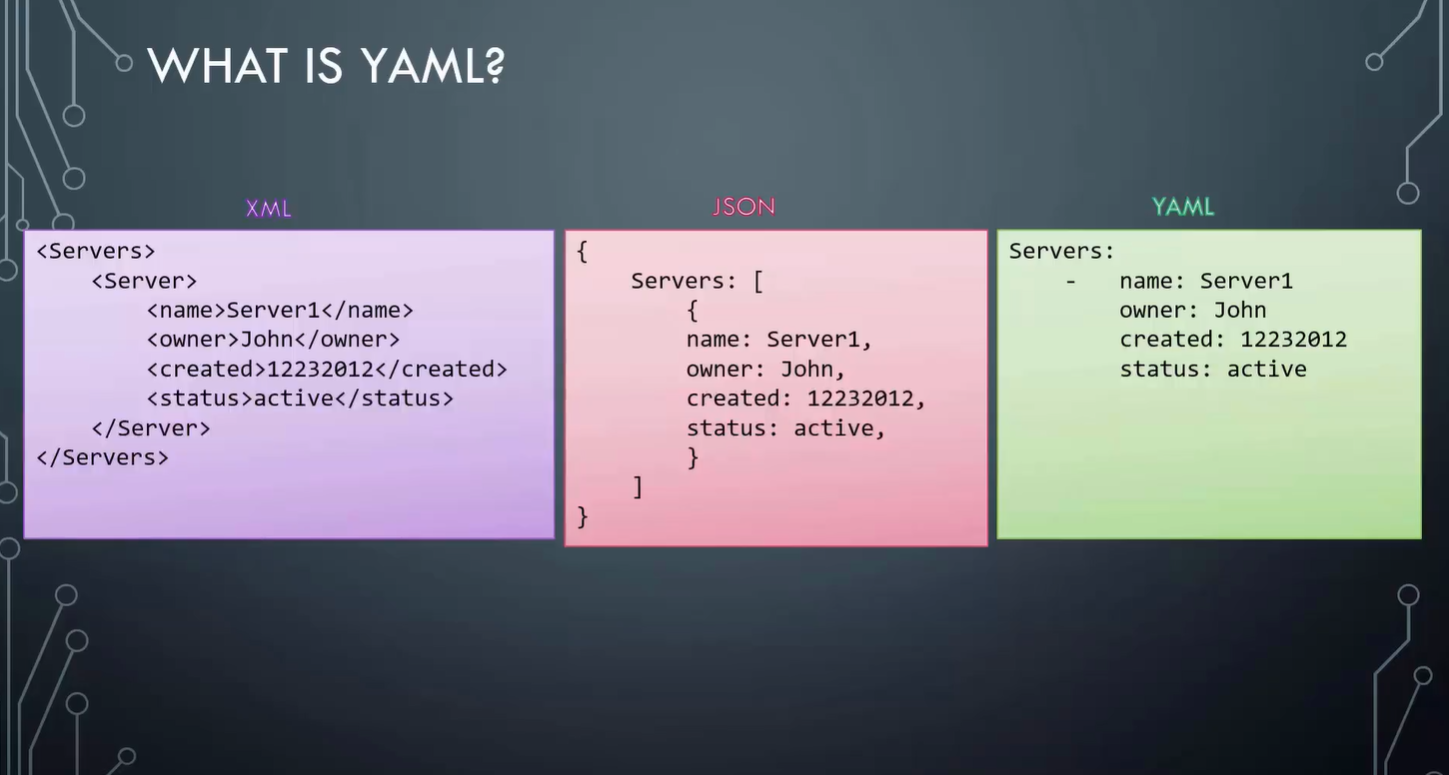 WHAT IS YAML?
XML
<Servers>
    <Server>
        <name>Server1</name>
        <owner>John</owner>
        <created>12232012</created>
        <status>active</status>
    </Server>
</Servers>
JSON
{
    Servers: [
        {
        name: Server1,
        owner: John,
        created: 12232012,
        status: active,
        }
    ]
}
YAML
Servers:
    -   name: Server1
        owner: John
        created: 12232012
        status: active